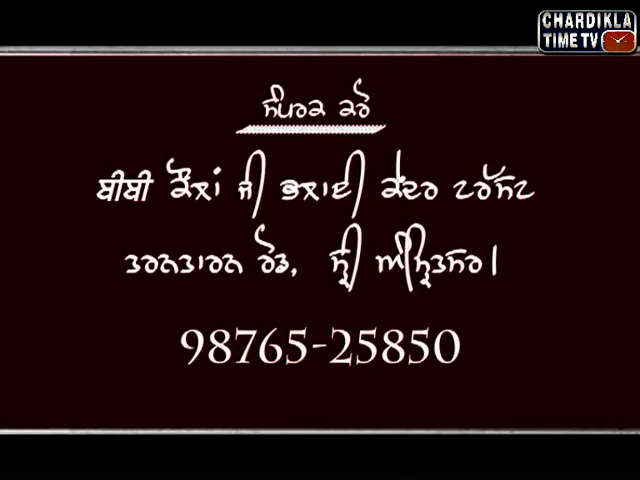 CHARDIKLA
TIME TV
ਸੰਪਰਕ ਕਰੋ
ਬੀਬੀ ਕੌਲਾਂ ਜੀ ਭਲਾਈ ਕੇਂਦਰ ਟਰੱਸਟ
ਤਰਨਤਾਰਨ ਰੋਡ, ਸ੍ਰੀ ਅੰਮ੍ਰਿਤਸਰ।
98765-25850